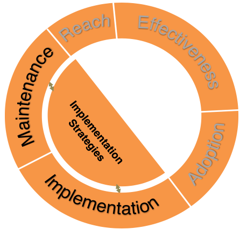 Reach
Effectiveness
Adoption
Implementation
Maintenance
Implementation
Strategies